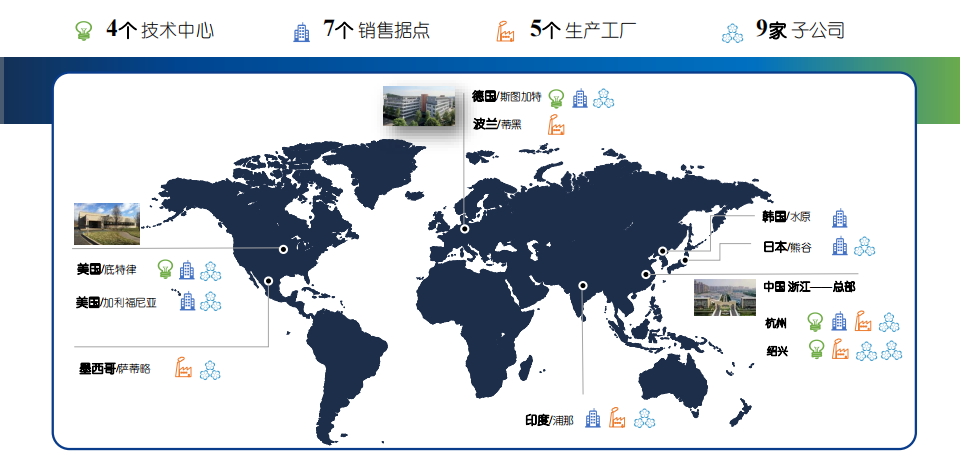 4个 技术中心
7个 销售据点
5个 生产工厂
9家 子公司
德国/斯图加特
波兰/蒂黑
韩国/水原
日本/熊谷
美国/底特律
美国/加利福尼亚
中国 浙江——总部
杭州
绍兴
墨西哥/萨蒂略
印度/浦那